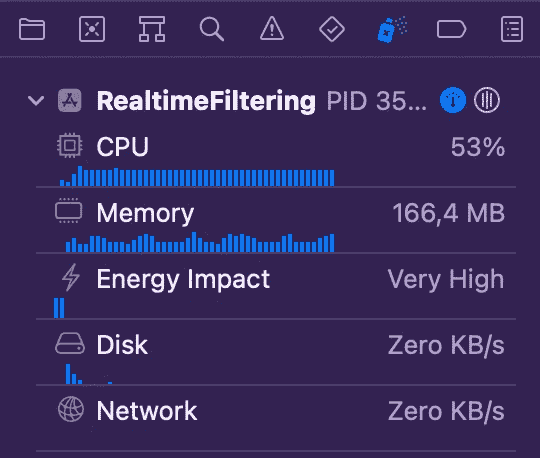 RealtimeFiltering PID 35...
CPU 53%
Memory 166,4 MB
Energy Impact Very High
Disk Zero KB/s
Network Zero KB/s